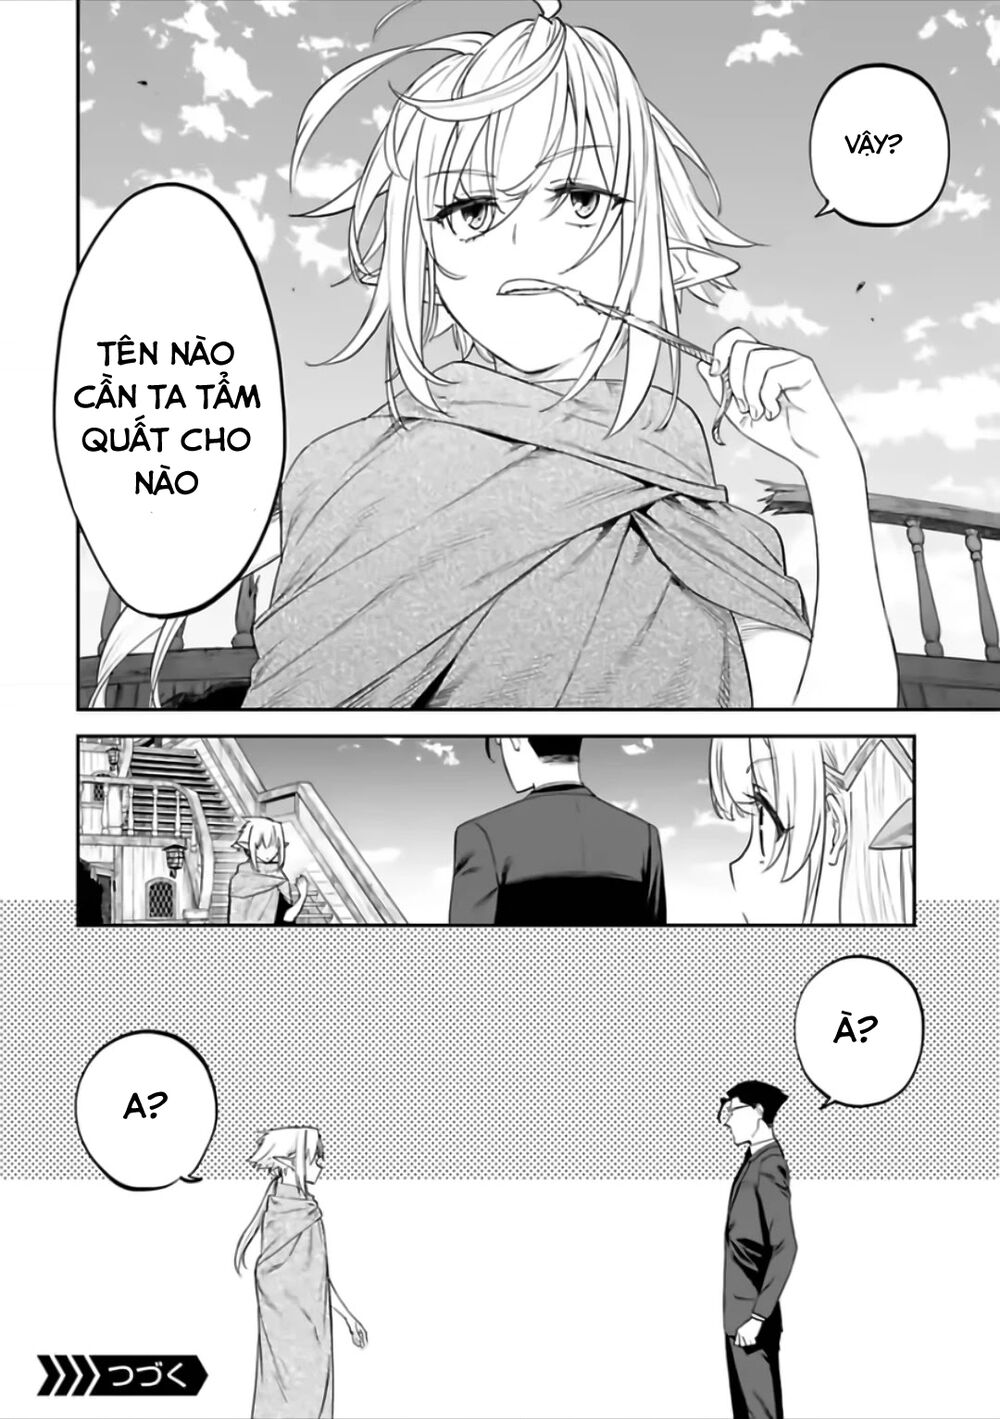 VẬY?
TÊN NÀO
CẦN TA TẨM
QUẤT CHO
NÀO
À?
A?
つづく